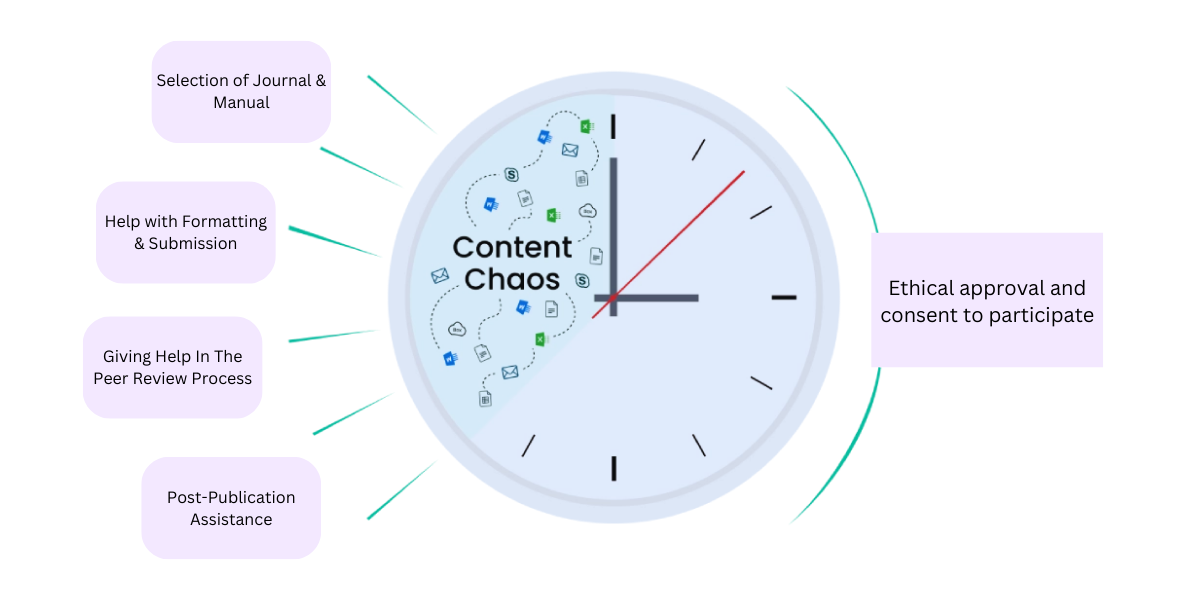 Selection of Journal &
Manual
Help with Formatting
& Submission
Giving Help In The
Peer Review Process
Post-Publication
Assistance
Content
Chaos
Ethical approval and
consent to participate